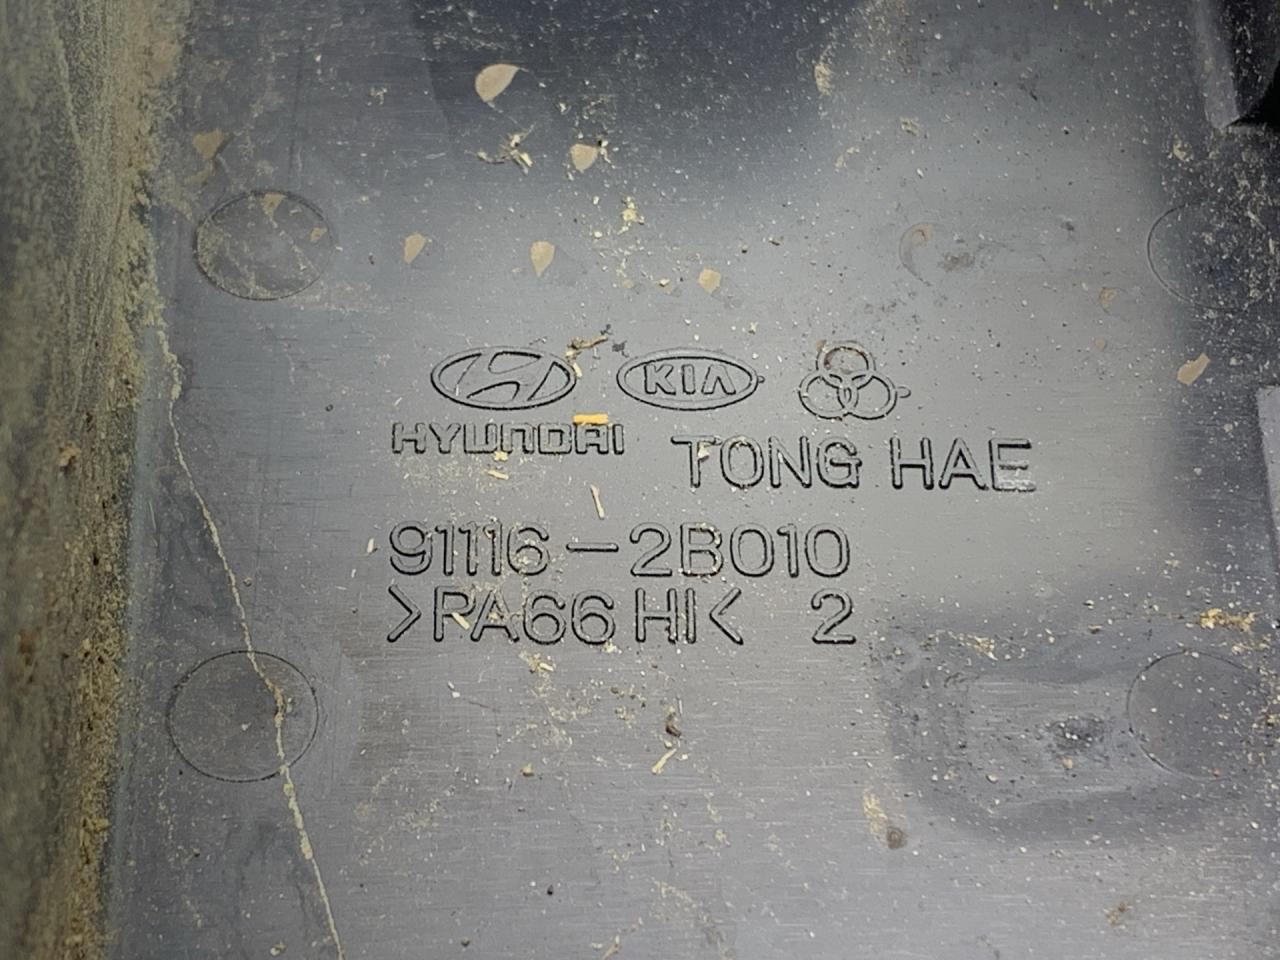 KIA
HYUNDAI
TONG HAE
91116-2B010
>PA66 HI< 2